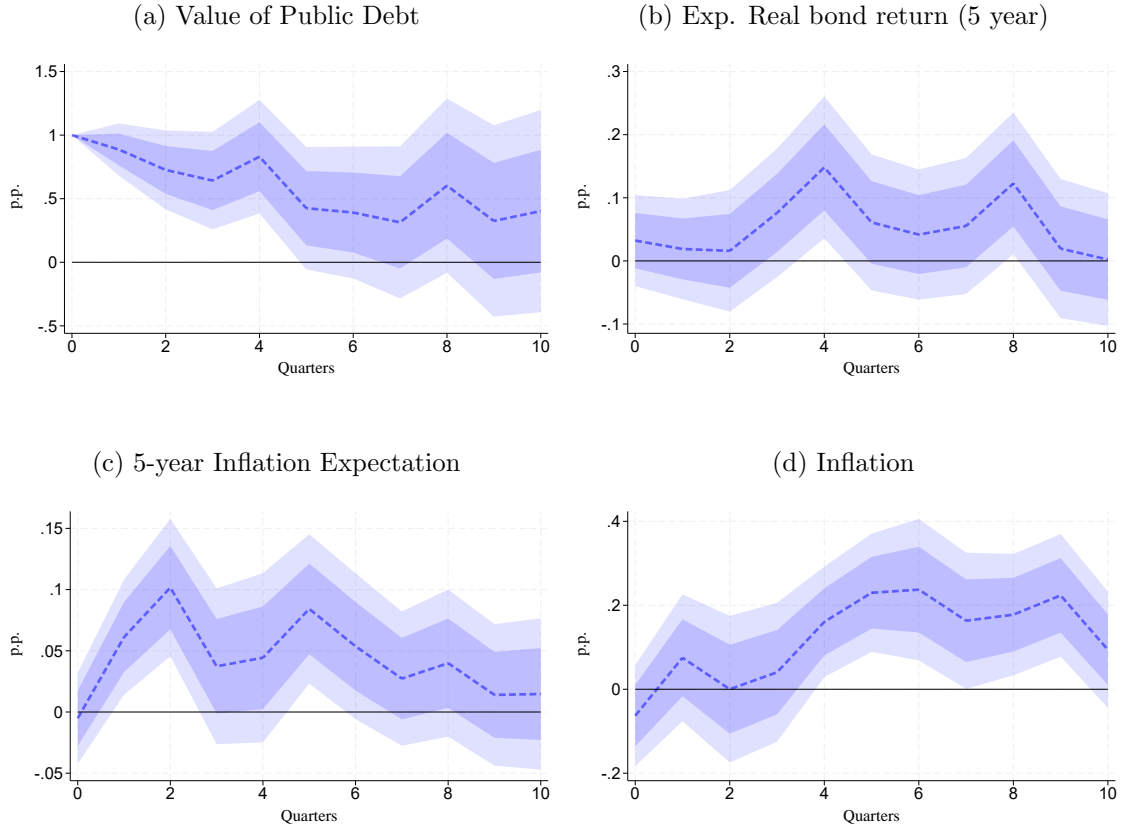 (a) Value of Public Debt
1.5
1
.5
0
-.5
p.p.
0 2 4 6 8 10
Quarters
(b) Exp. Real bond return (5 year)
.3
.2
.1
0
-.1
p.p.
0 2 4 6 8 10
Quarters
(c) 5-year Inflation Expectation
.15
.1
.05
0
-.05
p.p.
0 2 4 6 8 10
Quarters
(d) Inflation
.4
.2
0
-.2
p.p.
0 2 4 6 8 10
Quarters